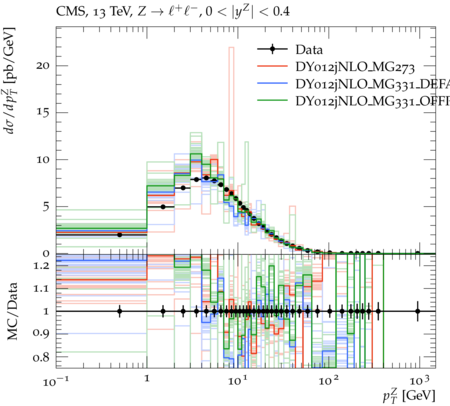 CMS, 13 TeV, Z → ℓ⁺ℓ⁻, 0 < |y^Z| < 0.4
dσ/dp_T^Z [pb/GeV]
20
15
10
5
0
Data
DY012jNLO_MG273
DY012jNLO_MG331_DEFA
DY012jNLO_MG331_OFFI
MC/Data
1.2
1.1
1
0.9
0.8
10⁻¹ 1 10¹ 10² 10³
p_T^Z [GeV]